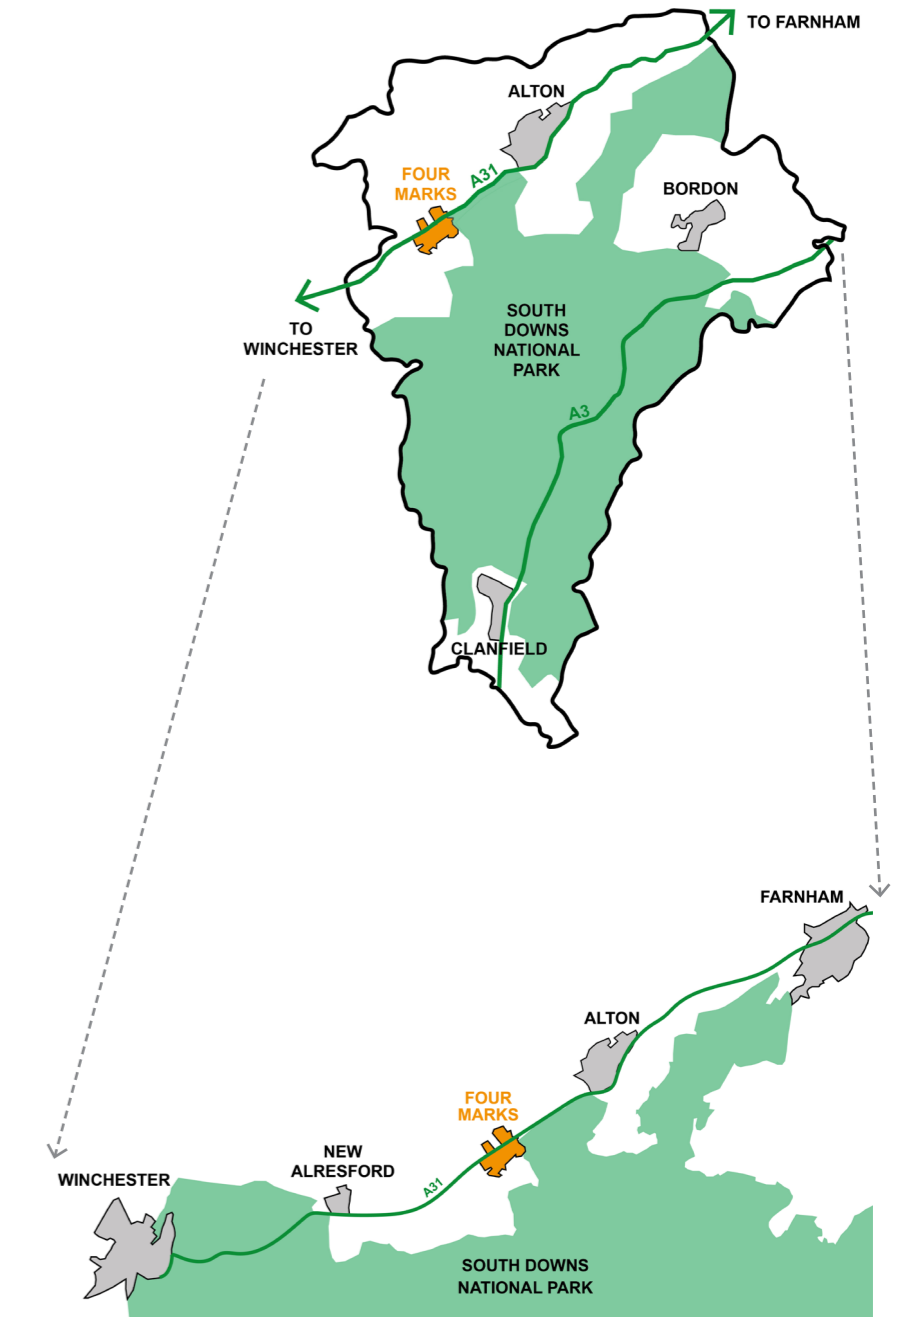 TO FARNHAM
ALTON
A31
FOUR
MARKS
BORDON
TO
WINCHESTER
SOUTH
DOWNS
NATIONAL
PARK
A3
CLANFIELD
FARNHAM
ALTON
FOUR
MARKS
NEW
ALRESFORD
A31
WINCHESTER
SOUTH DOWNS
NATIONAL PARK